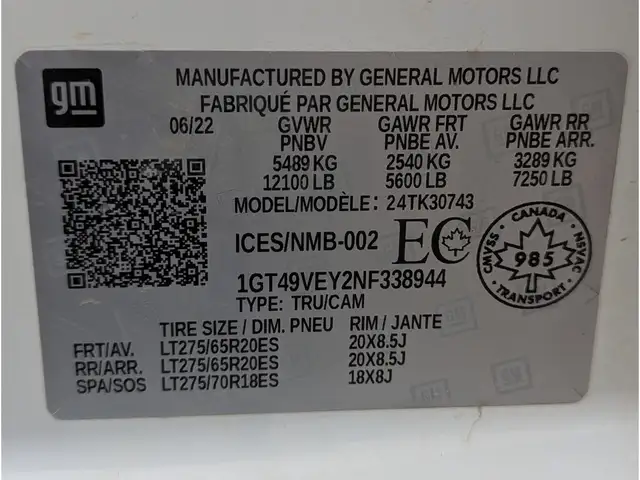 gm
MANUFACTURED BY GENERAL MOTORS LLC
FABRIQUÉ PAR GENERAL MOTORS LLC
06/22 GVWR GAWR FRT GAWR RR
PNBV PNBE AV. PNBE ARR.
5489 KG 2540 KG 3289 KG
12100 LB 5600 LB 7250 LB
MODEL/MODÈLE: 24TK30743
ICES/NMB-002 EC
CANADA
CMVSS 985 NSVAC
TRANSPORT
1GT49VEY2NF338944
TYPE: TRU/CAM
TIRE SIZE / DIM. PNEU RIM / JANTE
FRT/AV. LT275/65R20ES 20X8.5J
RR/ARR. LT275/65R20ES 20X8.5J
SPA/SOS LT275/70R18ES 18X8J